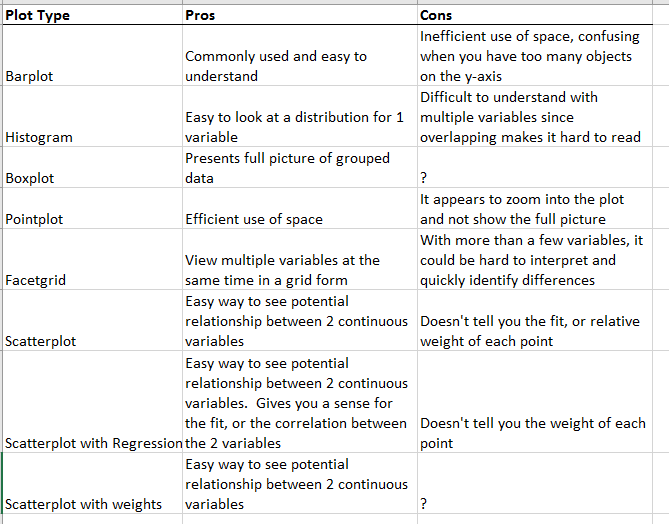 Plot Type Pros Cons
Inefficient use of space, confusing
Commonly used and easy to when you have too many objects
Barplot understand on the y-axis
Difficult to understand with
Easy to look at a distribution for 1 multiple variables since
Histogram variable overlapping makes it hard to read
Presents full picture of grouped
Boxplot data ?
It appears to zoom into the plot
Pointplot Efficient use of space and not show the full picture
With more than a few variables, it
View multiple variables at the could be hard to interpret and
Facetgrid same time in a grid form quickly identify differences
Easy way to see potential
relationship between 2 continuous Doesn't tell you the fit, or relative
Scatterplot variables weight of each point
Easy way to see potential
relationship between 2 continuous
variables. Gives you a sense for
the fit, or the correlation between Doesn't tell you the weight of each
Scatterplot with Regression the 2 variables point
Easy way to see potential
relationship between 2 continuous
Scatterplot with weights variables ?